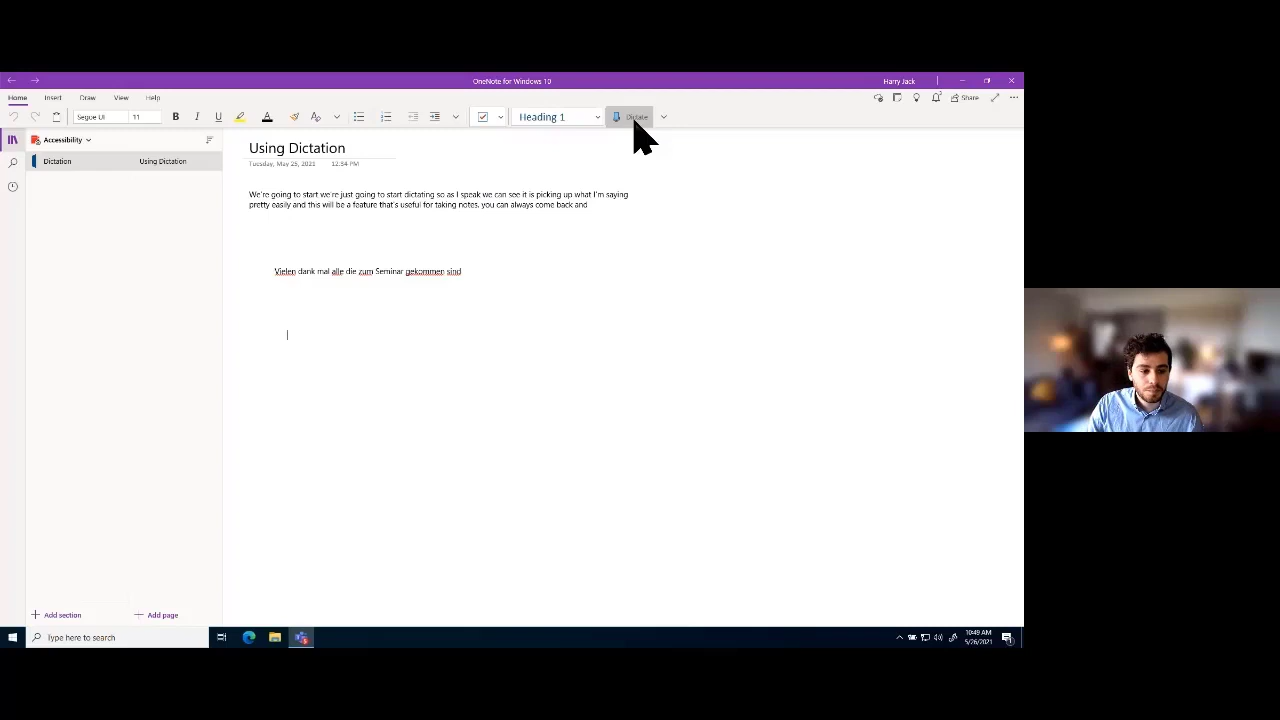 OneNote for Windows 10
Harry Jack
Home Insert Draw View Help
Share
Segoe UI 11 B I U A Heading 1 Dictate
Accessibility
Dictation Using Dictation
Using Dictation
Tuesday, May 25, 2021 12:34 PM
We're going to start we're just going to start dictating so as I speak we can see it is picking up what I'm saying
pretty easily and this will be a feature that's useful for taking notes. you can always come back and
Vielen dank mal alle die zum Seminar gekommen sind
Add section Add page
Type here to search
10:49 AM
5/26/2021